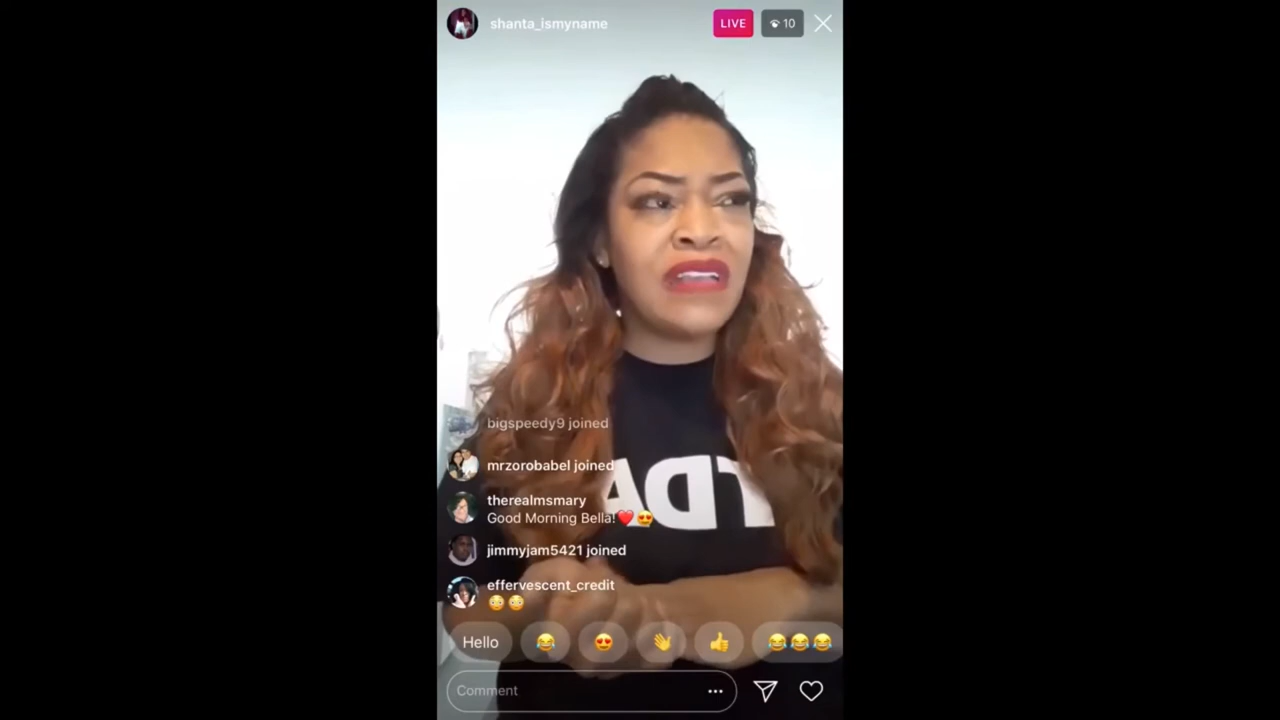 shanta_ismyname
LIVE
10
bigspeedy9 joined
mrzorobabel joined
therealmsmary
Good Morning Bella!❤️😍
jimmyjam5421 joined
effervescent_credit
😳😳
Hello 😂 😍 👋 👍 😂😂😂
Comment